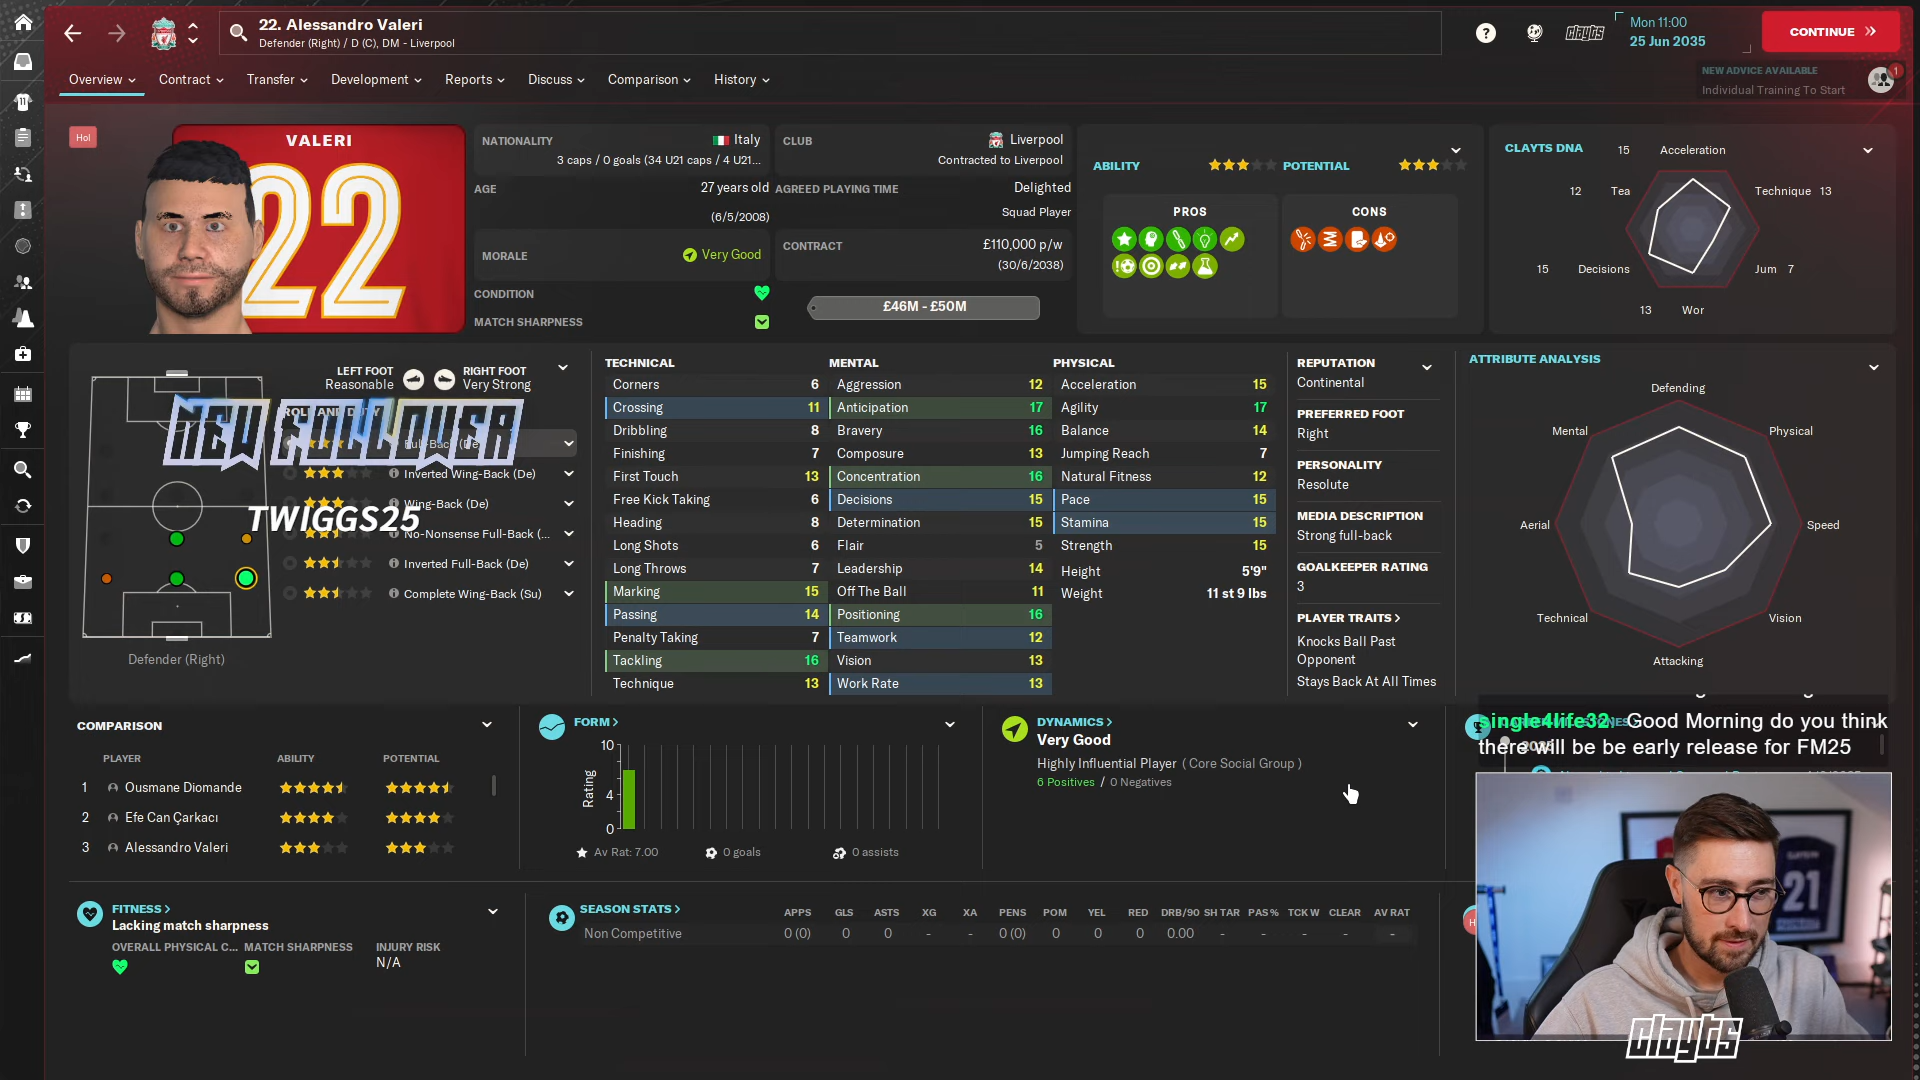 22. Alessandro Valeri
Defender (Right) / D (C), DM - Liverpool
clayts
Mon 11:00
25 Jun 2035
CONTINUE
Overview
Contract
Transfer
Development
Reports
Discuss
Comparison
History
NEW ADVICE AVAILABLE
Individual Training To Start
1
Hol
VALERI
22
NATIONALITY
Italy
3 caps / 0 goals (34 U21 caps / 4 U21...
AGE
27 years old
(6/5/2008)
MORALE
Very Good
CONDITION
MATCH SHARPNESS
CLUB
Liverpool
Contracted to Liverpool
AGREED PLAYING TIME
Delighted
Squad Player
CONTRACT
£110,000 p/w
(30/6/2038)
£46M - £50M
ABILITY
POTENTIAL
PROS
CONS
CLAYTS DNA
15 Acceleration
12 Tea
Technique 13
15 Decisions
Jum 7
13 Wor
LEFT FOOT
Reasonable
RIGHT FOOT
Very Strong
ROLE AND DUTY
NEW FOLLOWER
TWIGGS25
Full-Back (De)
Inverted Wing-Back (De)
Wing-Back (De)
No-Nonsense Full-Back (...
Inverted Full-Back (De)
Complete Wing-Back (Su)
Defender (Right)
TECHNICAL
Corners 6
Crossing 11
Dribbling 8
Finishing 7
First Touch 13
Free Kick Taking 6
Heading 8
Long Shots 6
Long Throws 7
Marking 15
Passing 14
Penalty Taking 7
Tackling 16
Technique 13
MENTAL
Aggression 12
Anticipation 17
Bravery 16
Composure 13
Concentration 16
Decisions 15
Determination 15
Flair 5
Leadership 14
Off The Ball 11
Positioning 16
Teamwork 12
Vision 13
Work Rate 13
PHYSICAL
Acceleration 15
Agility 17
Balance 14
Jumping Reach 7
Natural Fitness 12
Pace 15
Stamina 15
Strength 15
Height 5'9"
Weight 11 st 9 lbs
REPUTATION
Continental
PREFERRED FOOT
Right
PERSONALITY
Resolute
MEDIA DESCRIPTION
Strong full-back
GOALKEEPER RATING
3
PLAYER TRAITS
Knocks Ball Past
Opponent
Stays Back At All Times
ATTRIBUTE ANALYSIS
Defending
Mental
Physical
Aerial
Speed
Technical
Vision
Attacking
COMPARISON
PLAYER ABILITY POTENTIAL
1 Ousmane Diomande
2 Efe Can Çarkacı
3 Alessandro Valeri
FORM
Rating
10
4
0
Av Rat: 7.00
0 goals
0 assists
DYNAMICS
Very Good
Highly Influential Player ( Core Social Group )
6 Positives / 0 Negatives
single4life32: Good Morning do you think
there will be be early release for FM25
FITNESS
Lacking match sharpness
OVERALL PHYSICAL C...
MATCH SHARPNESS
INJURY RISK
N/A
SEASON STATS
APPS GLS ASTS XG XA PENS POM YEL RED DRB/90 SH TAR PAS% TCK W CLEAR AV RAT
Non Competitive 0 (0) 0 0 - - 0 (0) 0 0 0 0.00 - - - - -
21
clayts